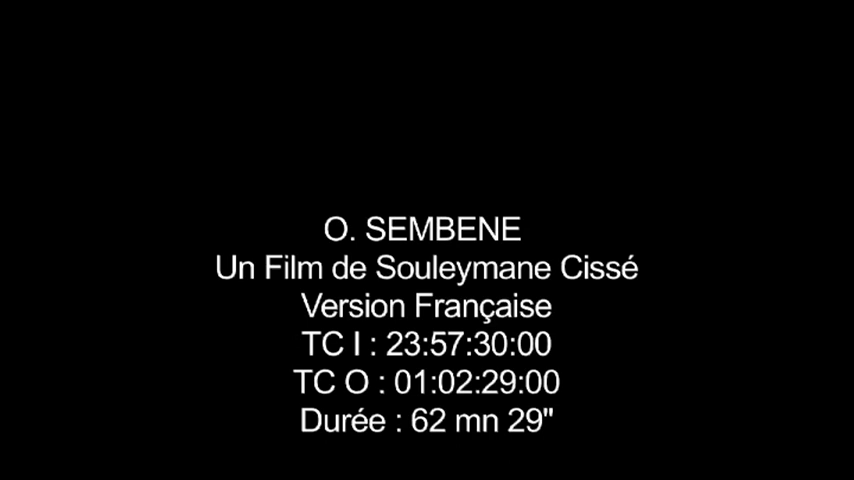 O. SEMBENE
Un Film de Souleymane Cissé
Version Française
TC I : 23:57:30:00
TC O : 01:02:29:00
Durée : 62 mn 29"